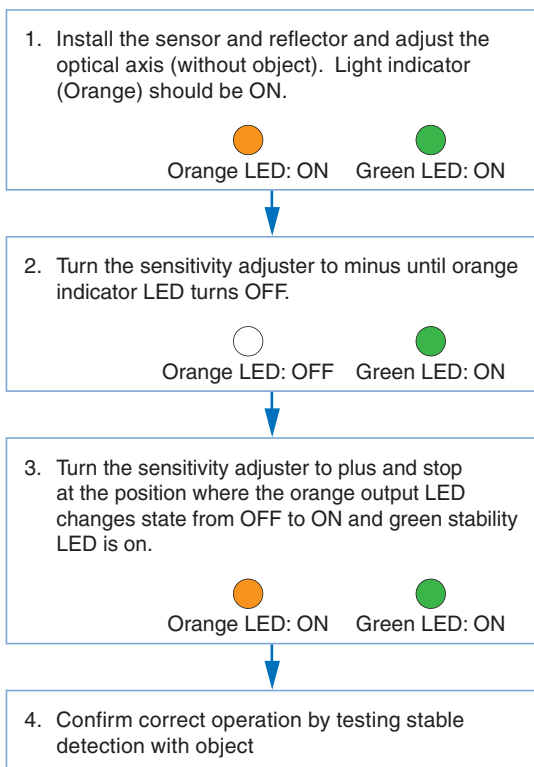 1. Install the sensor and reflector and adjust the
optical axis (without object). Light indicator
(Orange) should be ON.
Orange LED: ON Green LED: ON
2. Turn the sensitivity adjuster to minus until orange
indicator LED turns OFF.
Orange LED: OFF Green LED: ON
3. Turn the sensitivity adjuster to plus and stop
at the position where the orange output LED
changes state from OFF to ON and green stability
LED is on.
Orange LED: ON Green LED: ON
4. Confirm correct operation by testing stable
detection with object